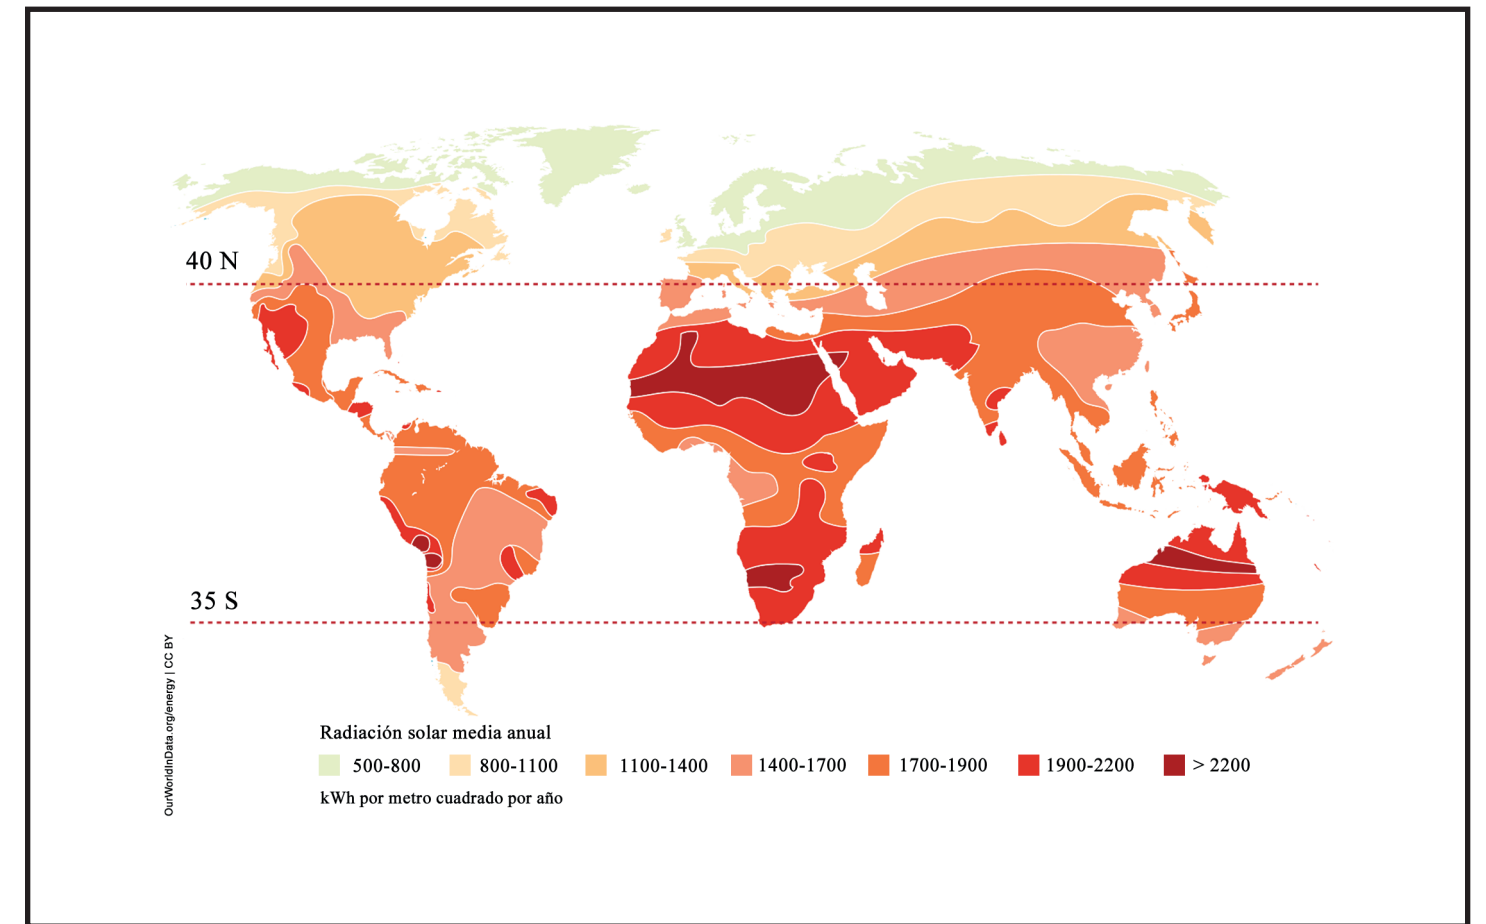 40 N
35 S
OurWorldInData.org/energy | CC BY
Radiación solar media anual
500-800 800-1100 1100-1400 1400-1700 1700-1900 1900-2200 > 2200
kWh por metro cuadrado por año